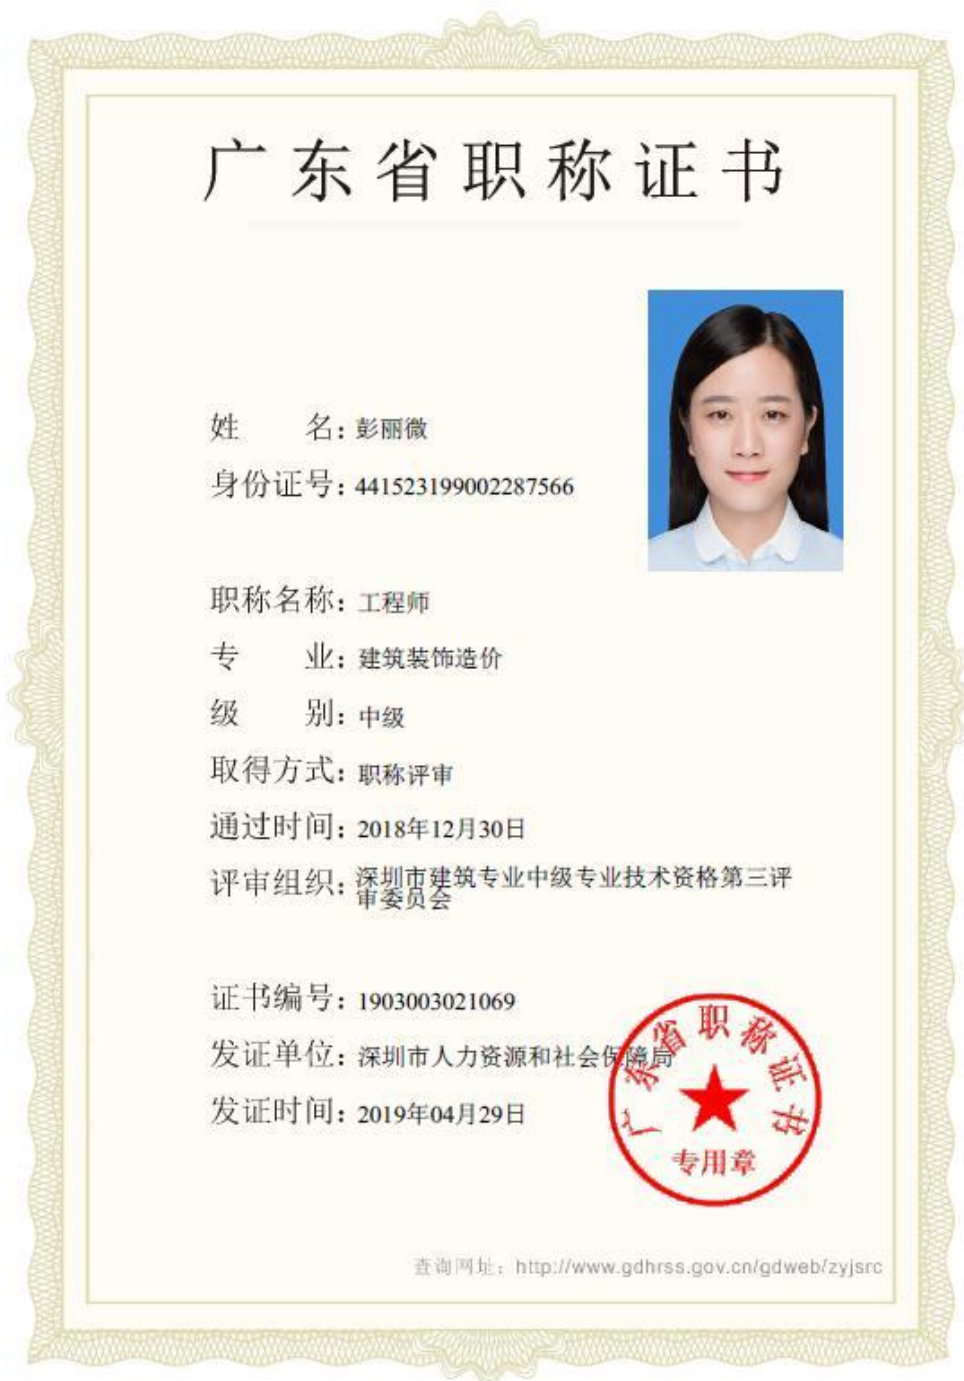 广东省职称证书
姓 名：彭丽微
身份证号：441523199002287566
职称名称：工程师
专 业：建筑装饰造价
级 别：中级
取得方式：职称评审
通过时间：2018年12月30日
评审组织：深圳市建筑专业中级专业技术资格第三评
审委员会
证书编号：1903003021069
发证单位：深圳市人力资源和社会保障局
发证时间：2019年04月29日
广东省职称证书
专用章
查询网址：http://www.gdhrss.gov.cn/gdweb/zyjsrc